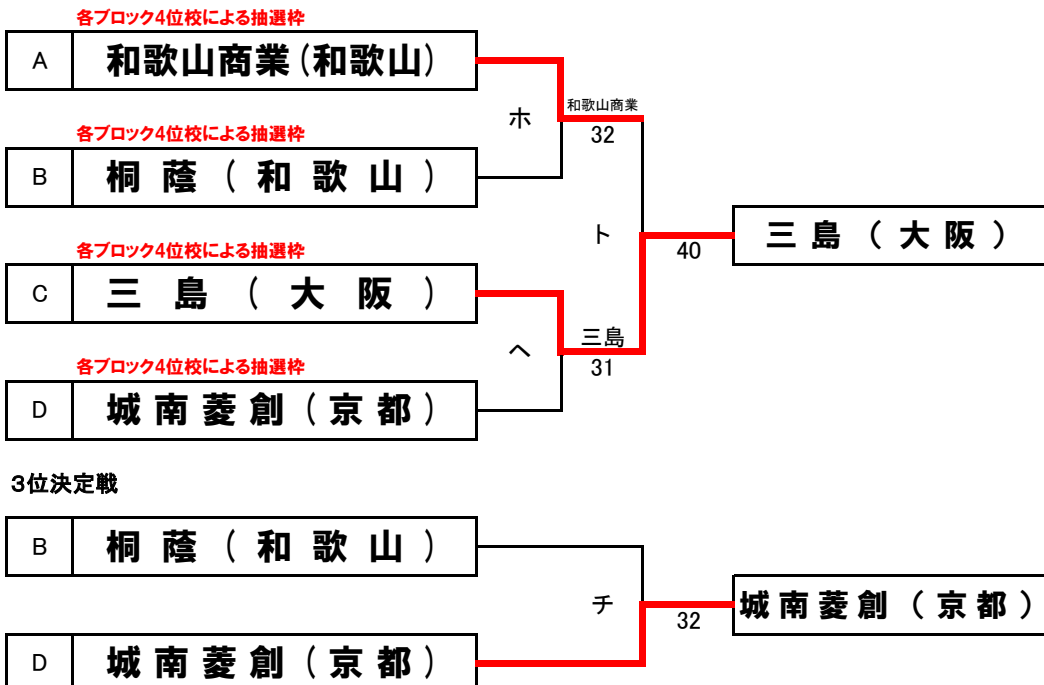 各ブロック4位校による抽選枠
A 和歌山商業(和歌山)
ホ 和歌山商業
32
各ブロック4位校による抽選枠
B 桐蔭(和歌山)
ト 40 三島(大阪)
各ブロック4位校による抽選枠
C 三島(大阪)
ヘ 三島
31
各ブロック4位校による抽選枠
D 城南菱創(京都)
3位決定戦
B 桐蔭(和歌山)
チ 32 城南菱創(京都)
D 城南菱創(京都)